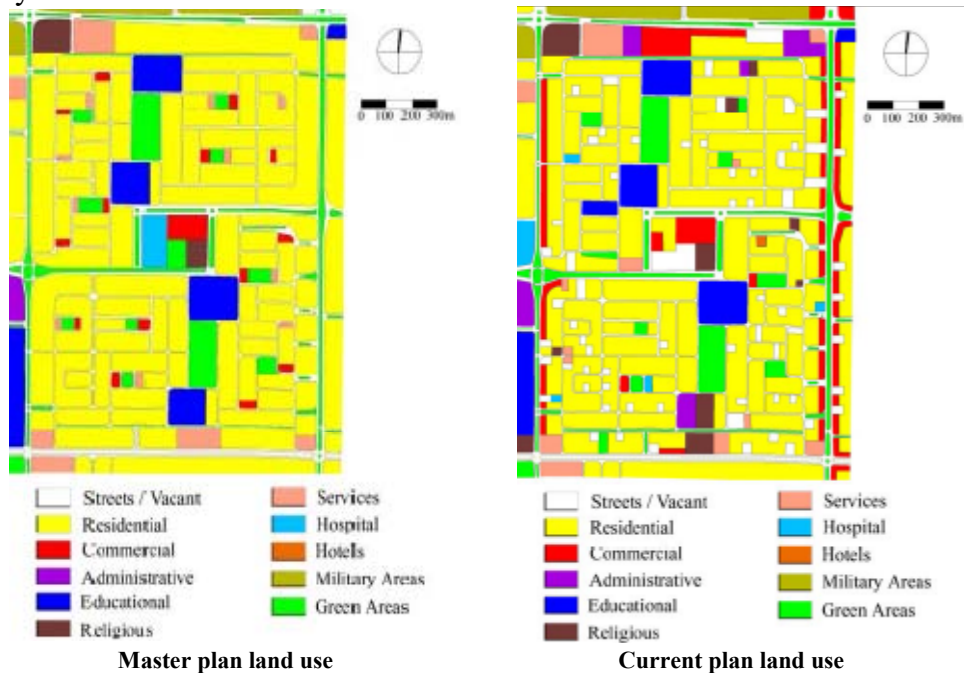 y
0 100 200 300m
0 100 200 300m
Streets / Vacant
Residential
Commercial
Administrative
Educational
Religious
Services
Hospital
Hotels
Military Areas
Green Areas
Streets / Vacant
Residential
Commercial
Administrative
Educational
Religious
Services
Hospital
Hotels
Military Areas
Green Areas
Master plan land use
Current plan land use